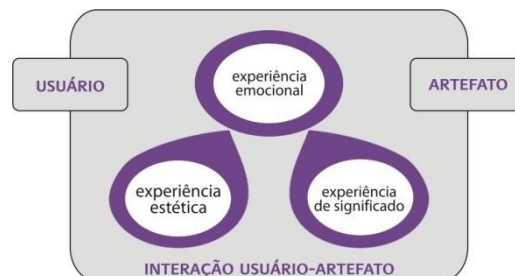 experiência
emocional
USUÁRIO
ARTEFATO
experiência
estética
experiência
de significado
INTERAÇÃO USUÁRIO-ARTEFATO